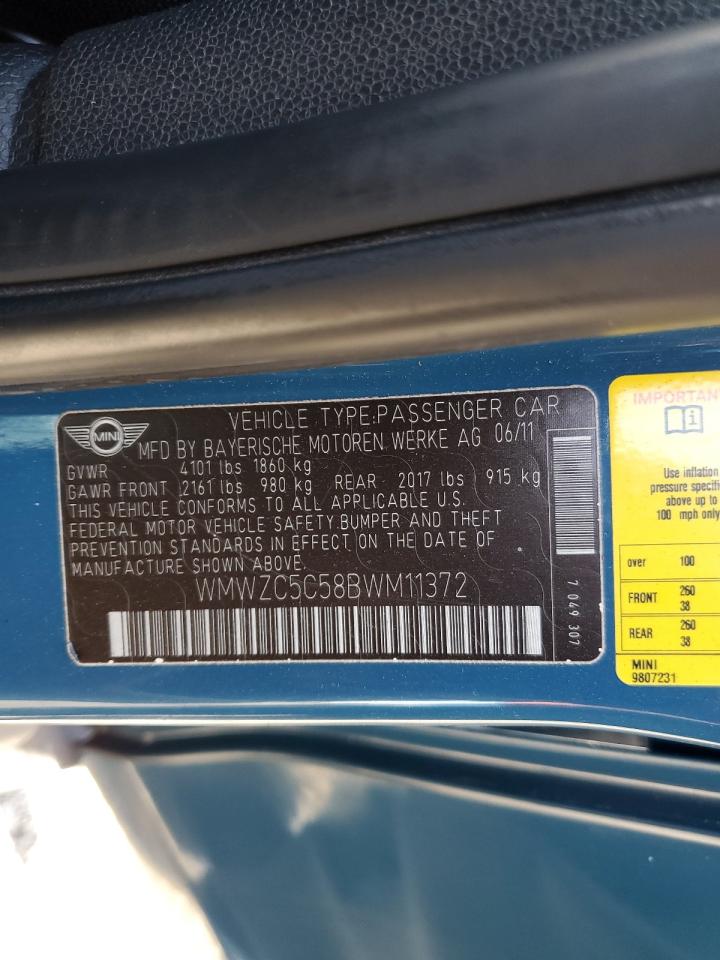 MINI
VEHICLE TYPE:PASSENGER CAR
MFD BY BAYERISCHE MOTOREN WERKE AG 06/11
GVWR 4101 lbs 1860 kg
GAWR FRONT 2161 lbs 980 kg REAR 2017 lbs 915 kg
THIS VEHICLE CONFORMS TO ALL APPLICABLE U.S.
FEDERAL MOTOR VEHICLE SAFETY.BUMPER AND THEFT
PREVENTION STANDARDS IN EFFECT ON THE DATE OF
MANUFACTURE SHOWN ABOVE.
WMWZC5C58BWM11372
7 049 307
IMPORTAN
i
Use inflation
pressure specifi
above up to
100 mph only
over 100
FRONT 260
38
REAR 260
38
MINI
9807231